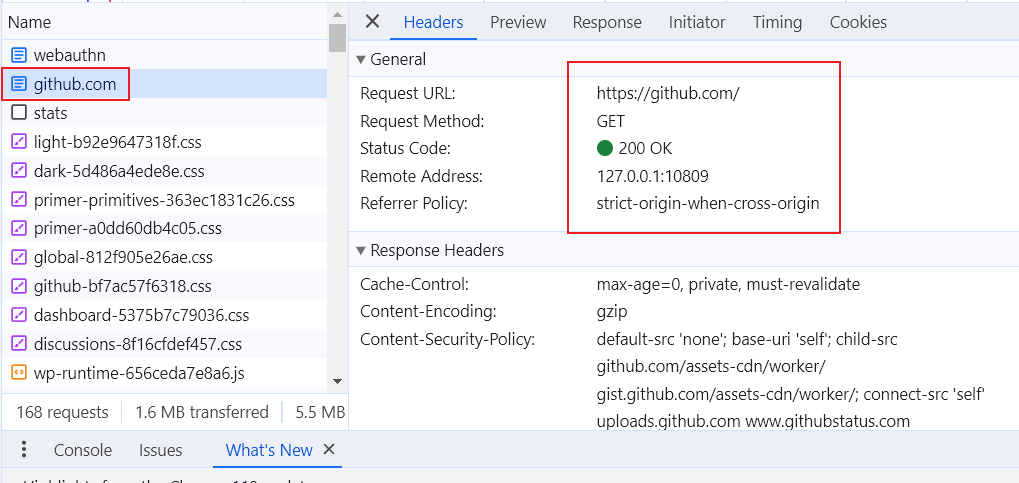 Name
webauthn
github.com
stats
light-b92e9647318f.css
dark-5d486a4ede8e.css
primer-primitives-363ec1831c26.css
primer-a0dd60db4c05.css
global-812f905e26ae.css
github-bf7ac57f6318.css
dashboard-5375b7c79036.css
discussions-8f16cfdef457.css
wp-runtime-656ceda7e8a6.js
168 requests 1.6 MB transferred 5.5 MB
Headers Preview Response Initiator Timing Cookies
General
Request URL: https://github.com/
Request Method: GET
Status Code: 200 OK
Remote Address: 127.0.0.1:10809
Referrer Policy: strict-origin-when-cross-origin
Response Headers
Cache-Control: max-age=0, private, must-revalidate
Content-Encoding: gzip
Content-Security-Policy: default-src 'none'; base-uri 'self'; child-src
github.com/assets-cdn/worker/
gist.github.com/assets-cdn/worker/; connect-src 'self'
uploads.github.com www.githubstatus.com
Console Issues What's New